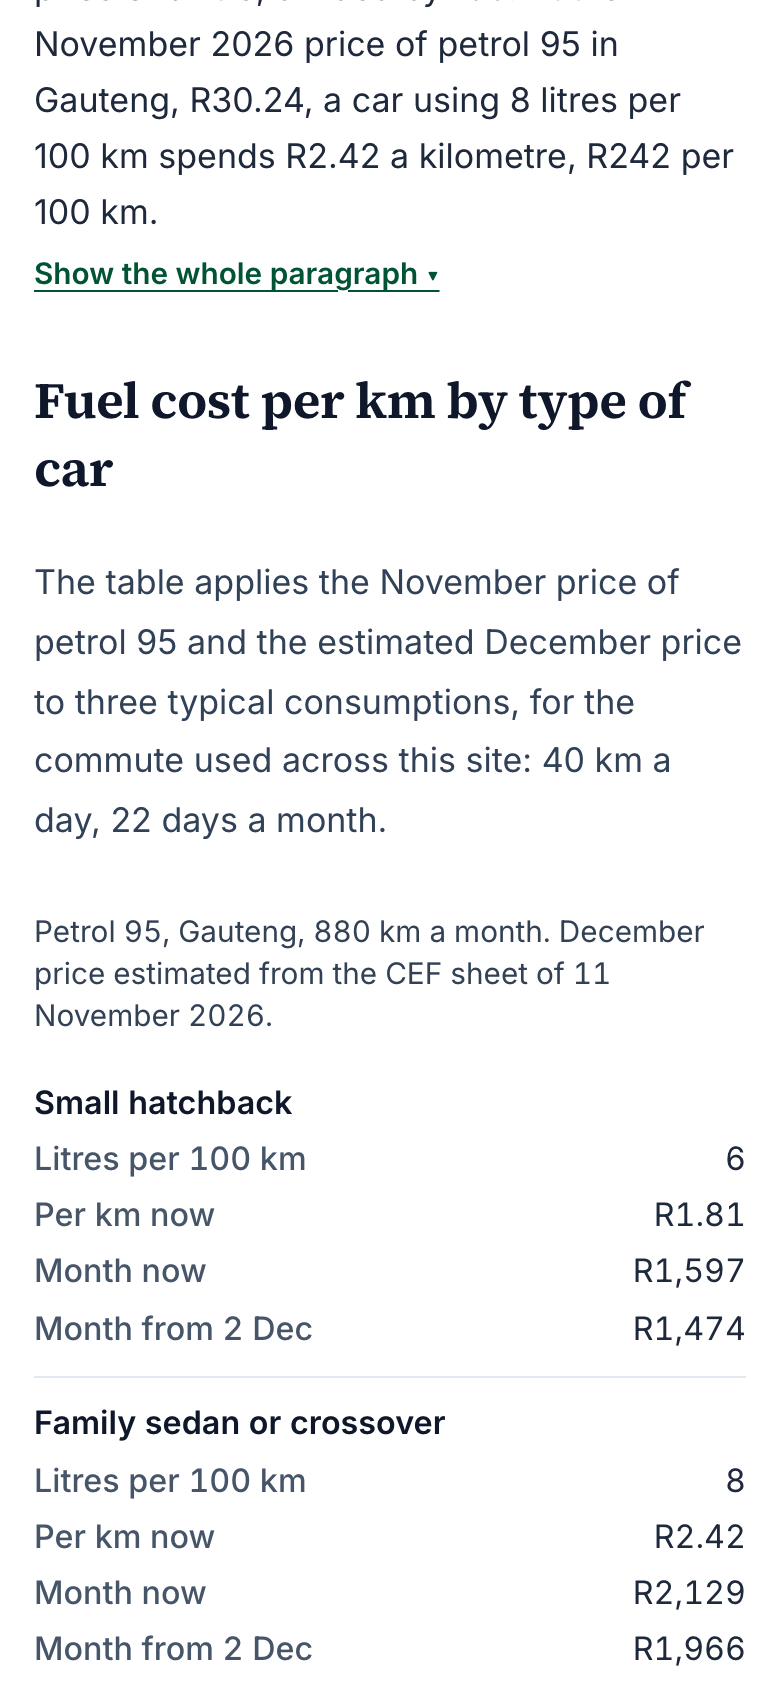 November 2026 price of petrol 95 in
Gauteng, R30.24, a car using 8 litres per
100 km spends R2.42 a kilometre, R242 per
100 km.
Show the whole paragraph ▾
Fuel cost per km by type of
car
The table applies the November price of
petrol 95 and the estimated December price
to three typical consumptions, for the
commute used across this site: 40 km a
day, 22 days a month.
Petrol 95, Gauteng, 880 km a month. December
price estimated from the CEF sheet of 11
November 2026.
Small hatchback
Litres per 100 km 6
Per km now R1.81
Month now R1,597
Month from 2 Dec R1,474
Family sedan or crossover
Litres per 100 km 8
Per km now R2.42
Month now R2,129
Month from 2 Dec R1,966